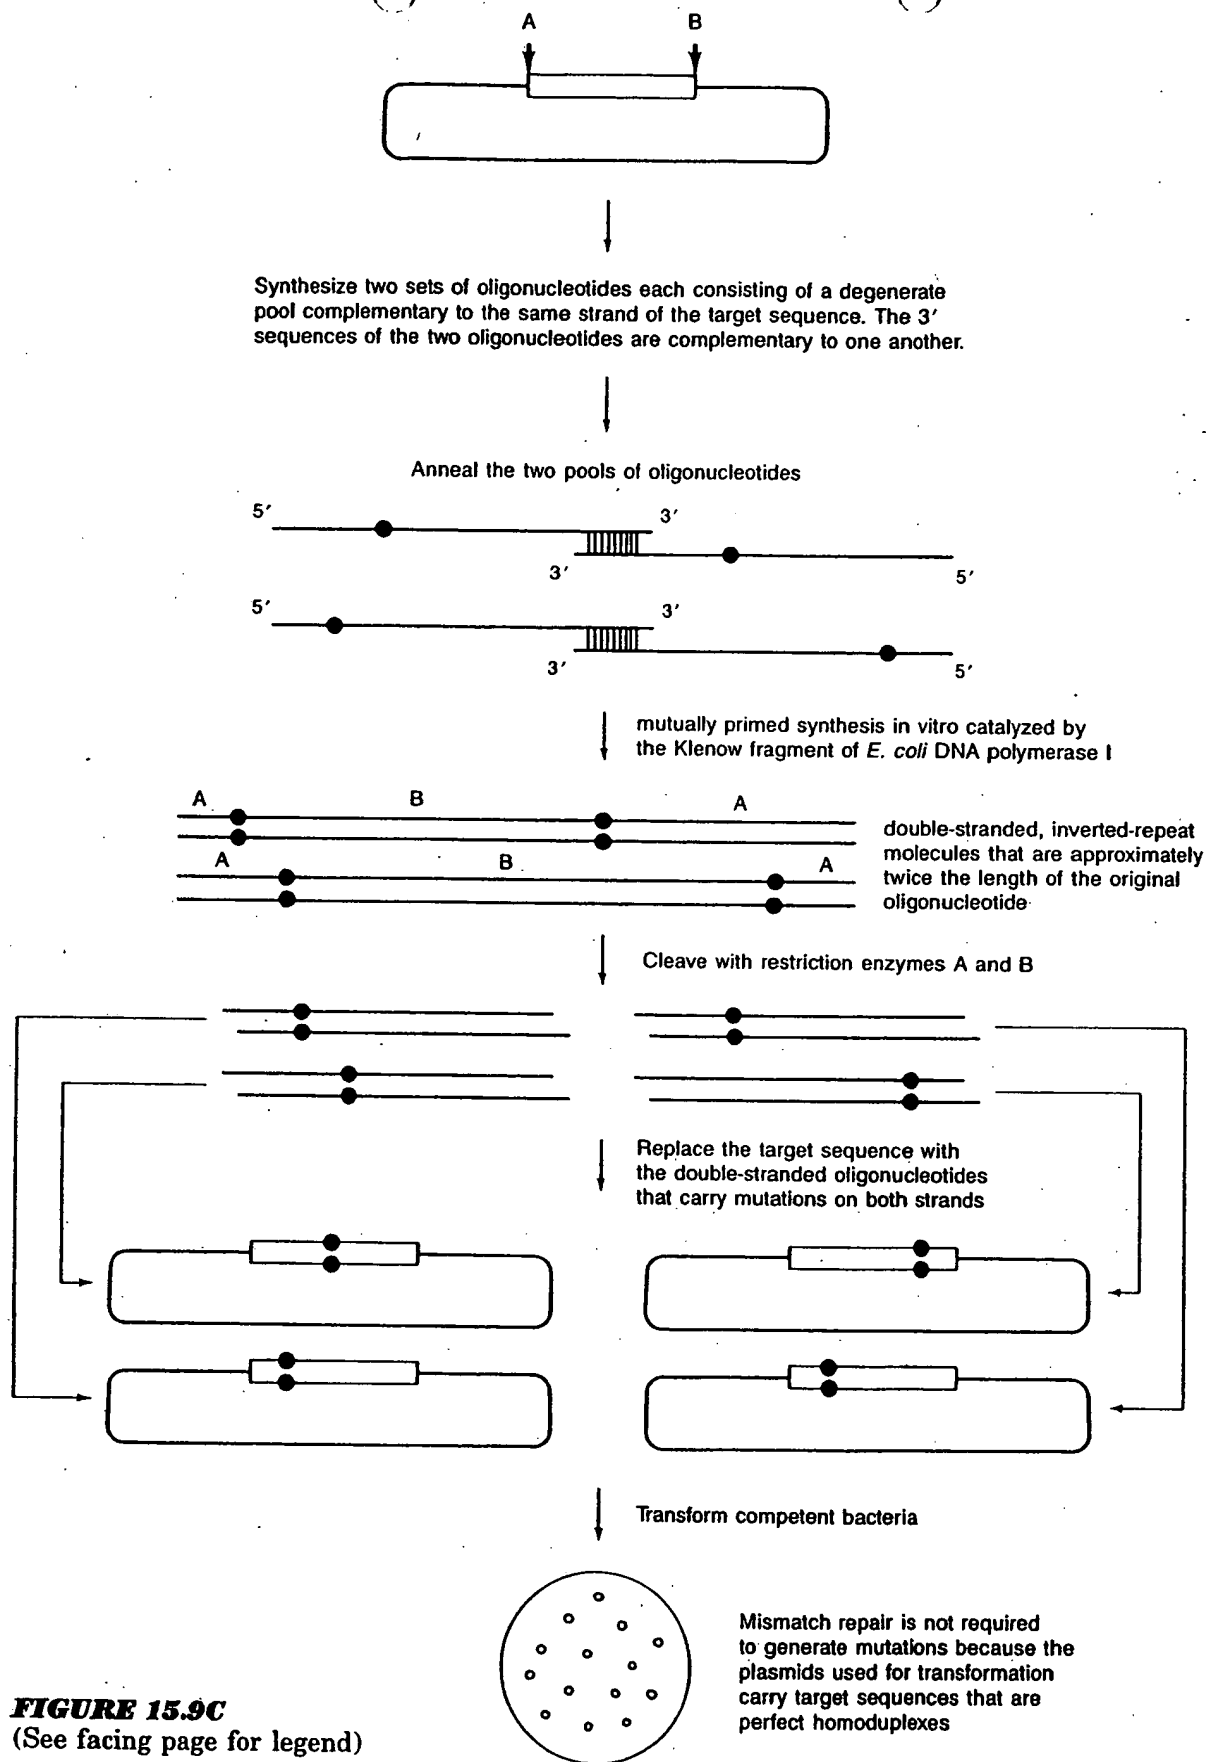 A B
Synthesize two sets of oligonucleotides each consisting of a degenerate
pool complementary to the same strand of the target sequence. The 3′
sequences of the two oligonucleotides are complementary to one another.
Anneal the two pools of oligonucleotides
5′ 3′
3′ 5′
5′ 3′
3′ 5′
mutually primed synthesis in vitro catalyzed by
the Klenow fragment of E. coli DNA polymerase I
A B A
A B A
double-stranded, inverted-repeat
molecules that are approximately
twice the length of the original
oligonucleotide
Cleave with restriction enzymes A and B
Replace the target sequence with
the double-stranded oligonucleotides
that carry mutations on both strands
Transform competent bacteria
Mismatch repair is not required
to generate mutations because the
plasmids used for transformation
carry target sequences that are
perfect homoduplexes
FIGURE 15.9C
(See facing page for legend)